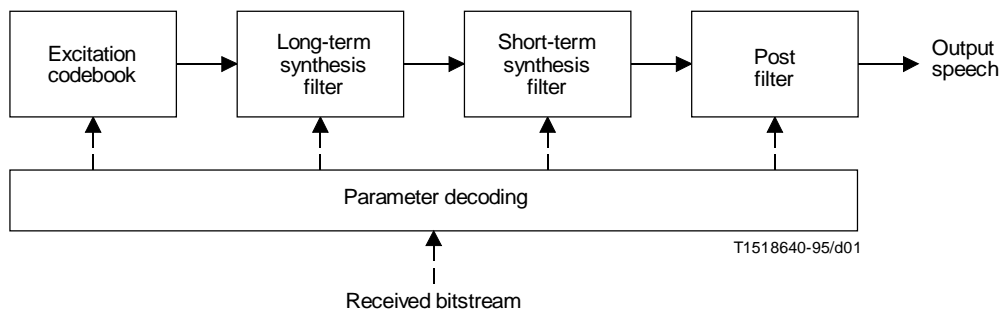 Excitation
codebook
Long-term
synthesis
filter
Short-term
synthesis
filter
Post
filter
Output
speech
Parameter decoding
T1518640-95/d01
Received bitstream